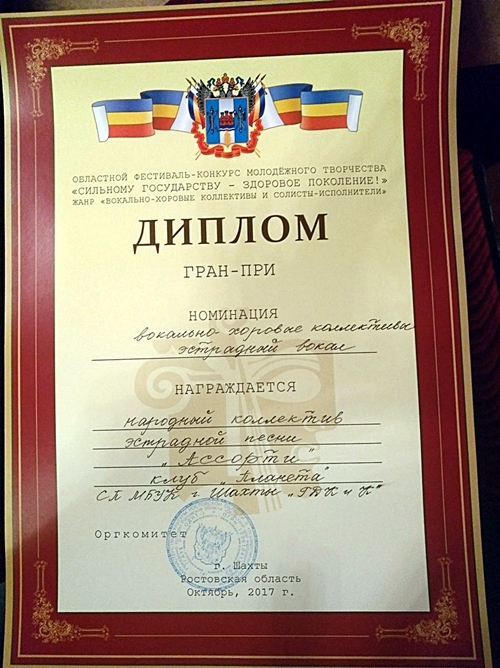 ОБЛАСТНОЙ ФЕСТИВАЛЬ-КОНКУРС МОЛОДЁЖНОГО ТВОРЧЕСТВА
«СИЛЬНОМУ ГОСУДАРСТВУ – ЗДОРОВОЕ ПОКОЛЕНИЕ!»
ЖАНР «ВОКАЛЬНО-ХОРОВЫЕ КОЛЛЕКТИВЫ И СОЛИСТЫ-ИСПОЛНИТЕЛИ»
ДИПЛОМ
ГРАН-ПРИ
НОМИНАЦИЯ
вокально-хоровые коллективы
эстрадный вокал
НАГРАЖДАЕТСЯ
народный коллектив
эстрадной песни
„Ассорти"
клуб „Планета"
СП МБУК г. Шахты „ГДК и К"
Оргкомитет
г. Шахты
Ростовская область
Октябрь, 2017 г.